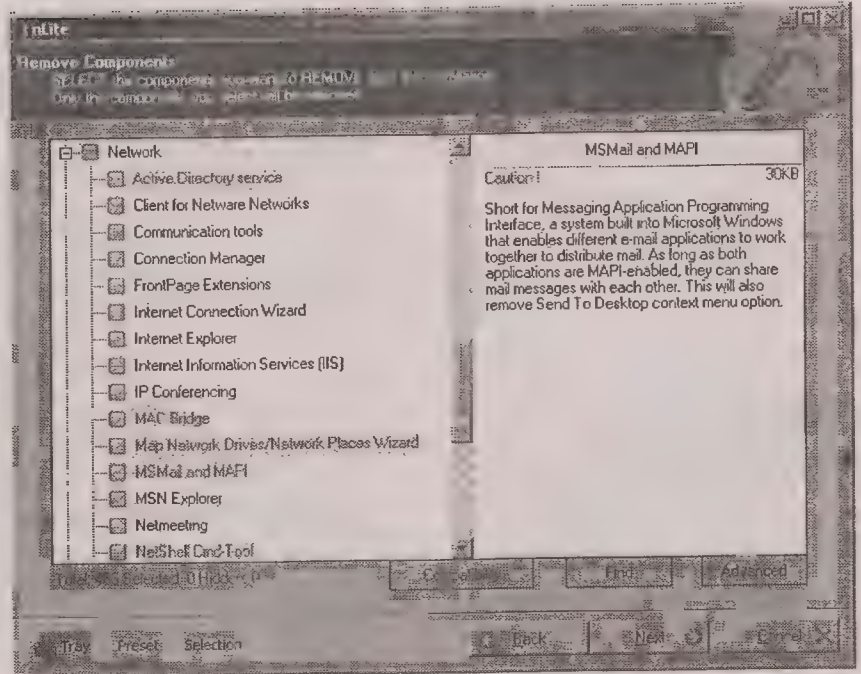 nLite
Remove Components
Network
Active Directory service
Client for Netware Networks
Communication tools
Connection Manager
FrontPage Extensions
Internet Connection Wizard
Internet Explorer
Internet Information Services (IIS)
IP Conferencing
MAC Bridge
Map Network Drives/Network Places Wizard
MSMail and MAPI
MSN Explorer
Netmeeting
NetShell Cmd-Tool
MSMail and MAPI
Caution! 30KB
Short for Messaging Application Programming
Interface, a system built into Microsoft Windows
that enables different e-mail applications to work
together to distribute mail. As long as both
applications are MAPI-enabled, they can share
mail messages with each other. This will also
remove Send To Desktop context menu option.
Find
Advanced
Tray Preset Selection
Back
Next